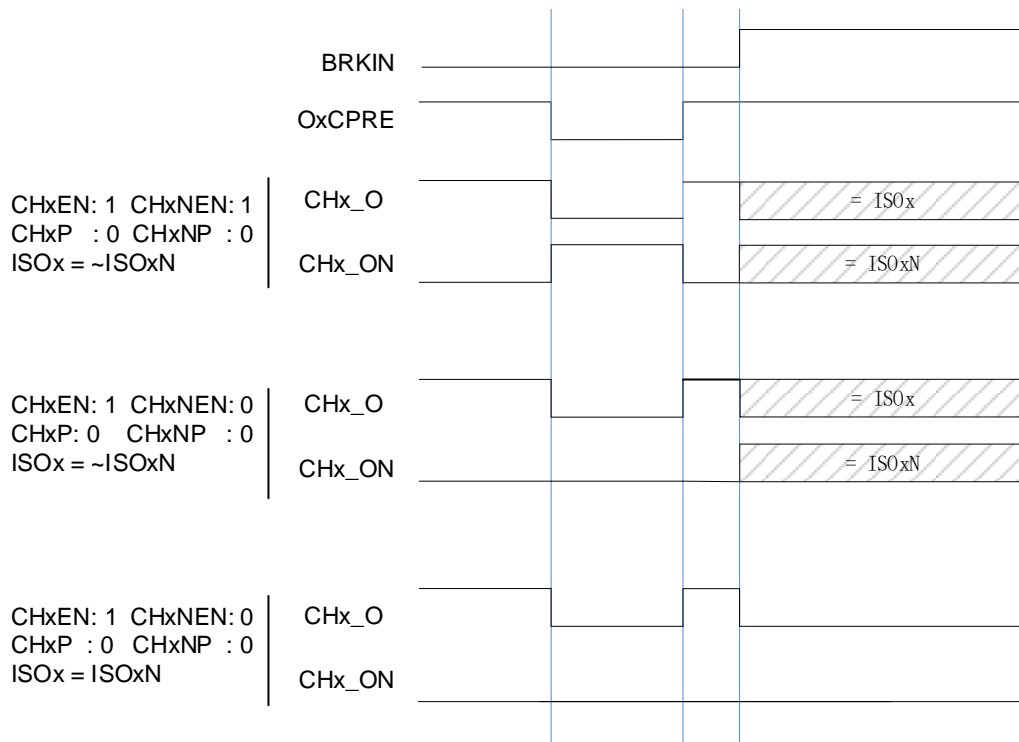 BRKIN
OxCPRE
CHxEN: 1 CHxNEN: 1
CHxP : 0 CHxNP : 0
ISOx = ~ISOxN
CHx_O
= ISOx
CHx_ON
= ISOxN
CHxEN: 1 CHxNEN: 0
CHxP: 0 CHxNP : 0
ISOx = ~ISOxN
CHx_O
= ISOx
CHx_ON
= ISOxN
CHxEN: 1 CHxNEN: 0
CHxP : 0 CHxNP : 0
ISOx = ISOxN
CHx_O
CHx_ON